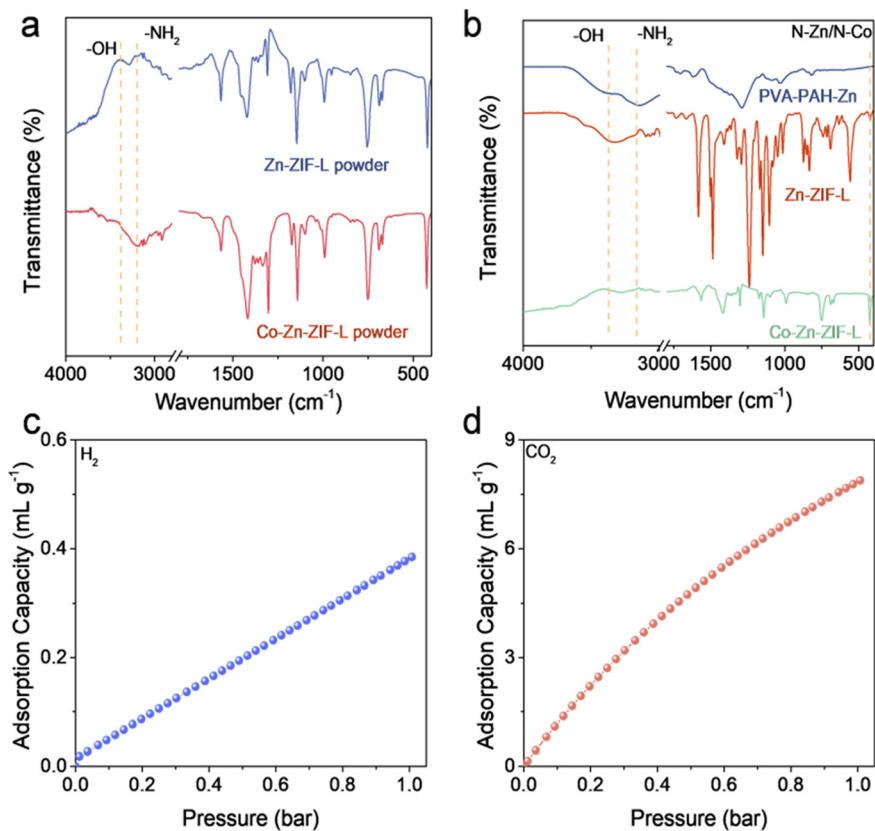 a
-OH
-NH₂
Zn-ZIF-L powder
Co-Zn-ZIF-L powder
Transmittance (%)
4000 3000 1500 1000 500
Wavenumber (cm⁻¹)
b
-OH
-NH₂
N-Zn/N-Co
PVA-PAH-Zn
Zn-ZIF-L
Co-Zn-ZIF-L
Transmittance (%)
4000 3000 1500 1000 500
Wavenumber (cm⁻¹)
c
H₂
Adsorption Capacity (mL g⁻¹)
0.6
0.4
0.2
0.0
0.0 0.2 0.4 0.6 0.8 1.0
Pressure (bar)
d
CO₂
Adsorption Capacity (mL g⁻¹)
9
6
3
0
0.0 0.2 0.4 0.6 0.8 1.0
Pressure (bar)